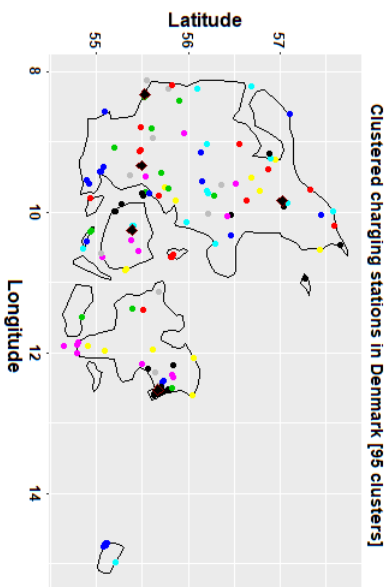 Clustered charging stations in Denmark [95 clusters]
57
56
55
Latitude
8
10
12
14
Longitude